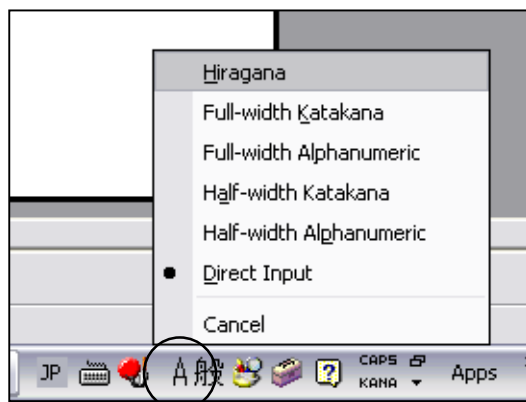 Hiragana
Full-width Katakana
Full-width Alphanumeric
Half-width Katakana
Half-width Alphanumeric
Direct Input
Cancel
JP A 般 ? CAPS KANA Apps